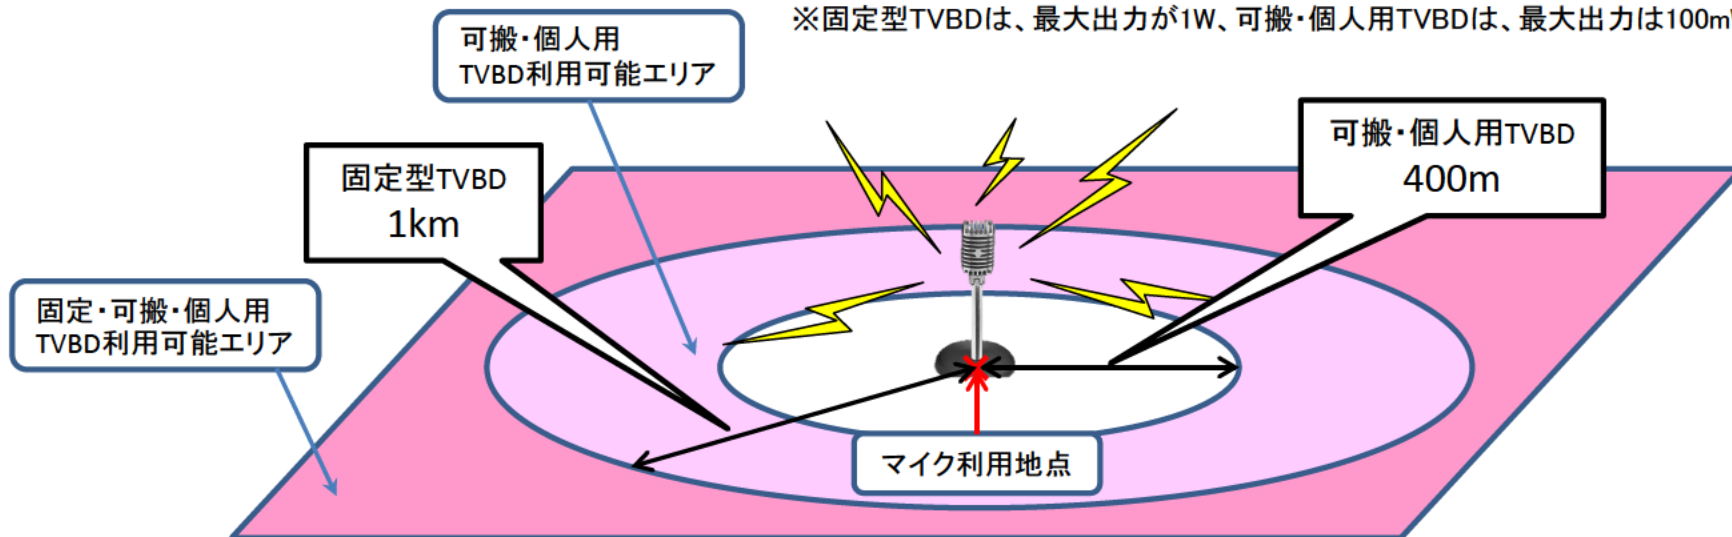 ※固定型TVBDは、最大出力が1W、可搬・個人用TVBDは、最大出力は100m
可搬・個人用
TVBD利用可能エリア
固定型TVBD
1km
可搬・個人用TVBD
400m
固定・可搬・個人用
TVBD利用可能エリア
マイク利用地点